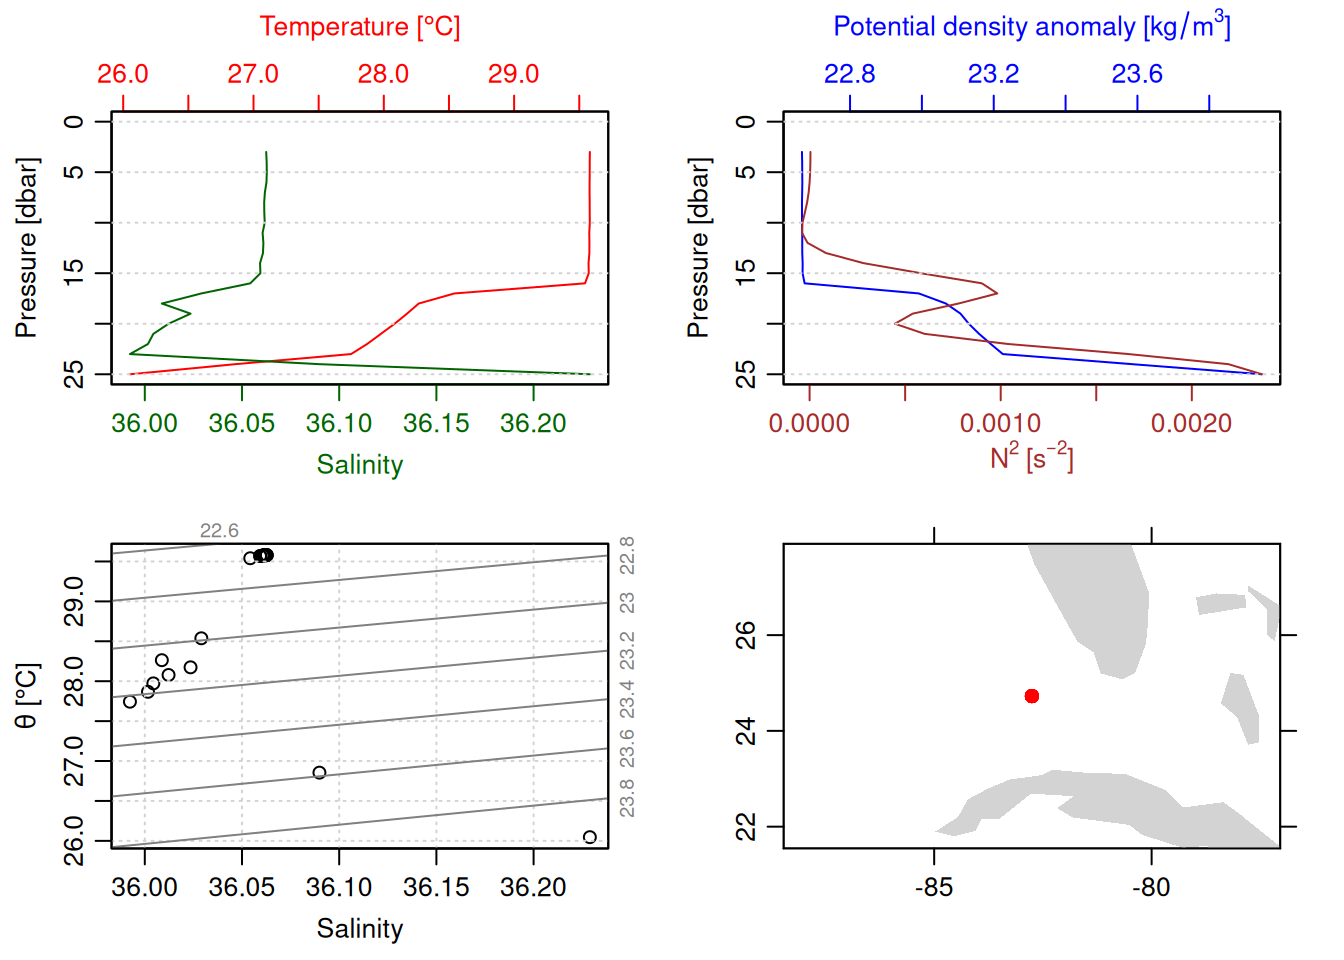 Temperature [°C]
26.0 27.0 28.0 29.0
Pressure [dbar]
0
5
15
25
36.00 36.05 36.10 36.15 36.20
Salinity
Potential density anomaly [kg/m³]
22.8 23.2 23.6
Pressure [dbar]
0
5
15
25
0.0000 0.0010 0.0020
N² [s⁻²]
22.6
22.8
23
23.2
23.4
23.6
23.8
θ [°C]
29.0
28.0
27.0
26.0
36.00 36.05 36.10 36.15 36.20
Salinity
26
24
22
-85 -80